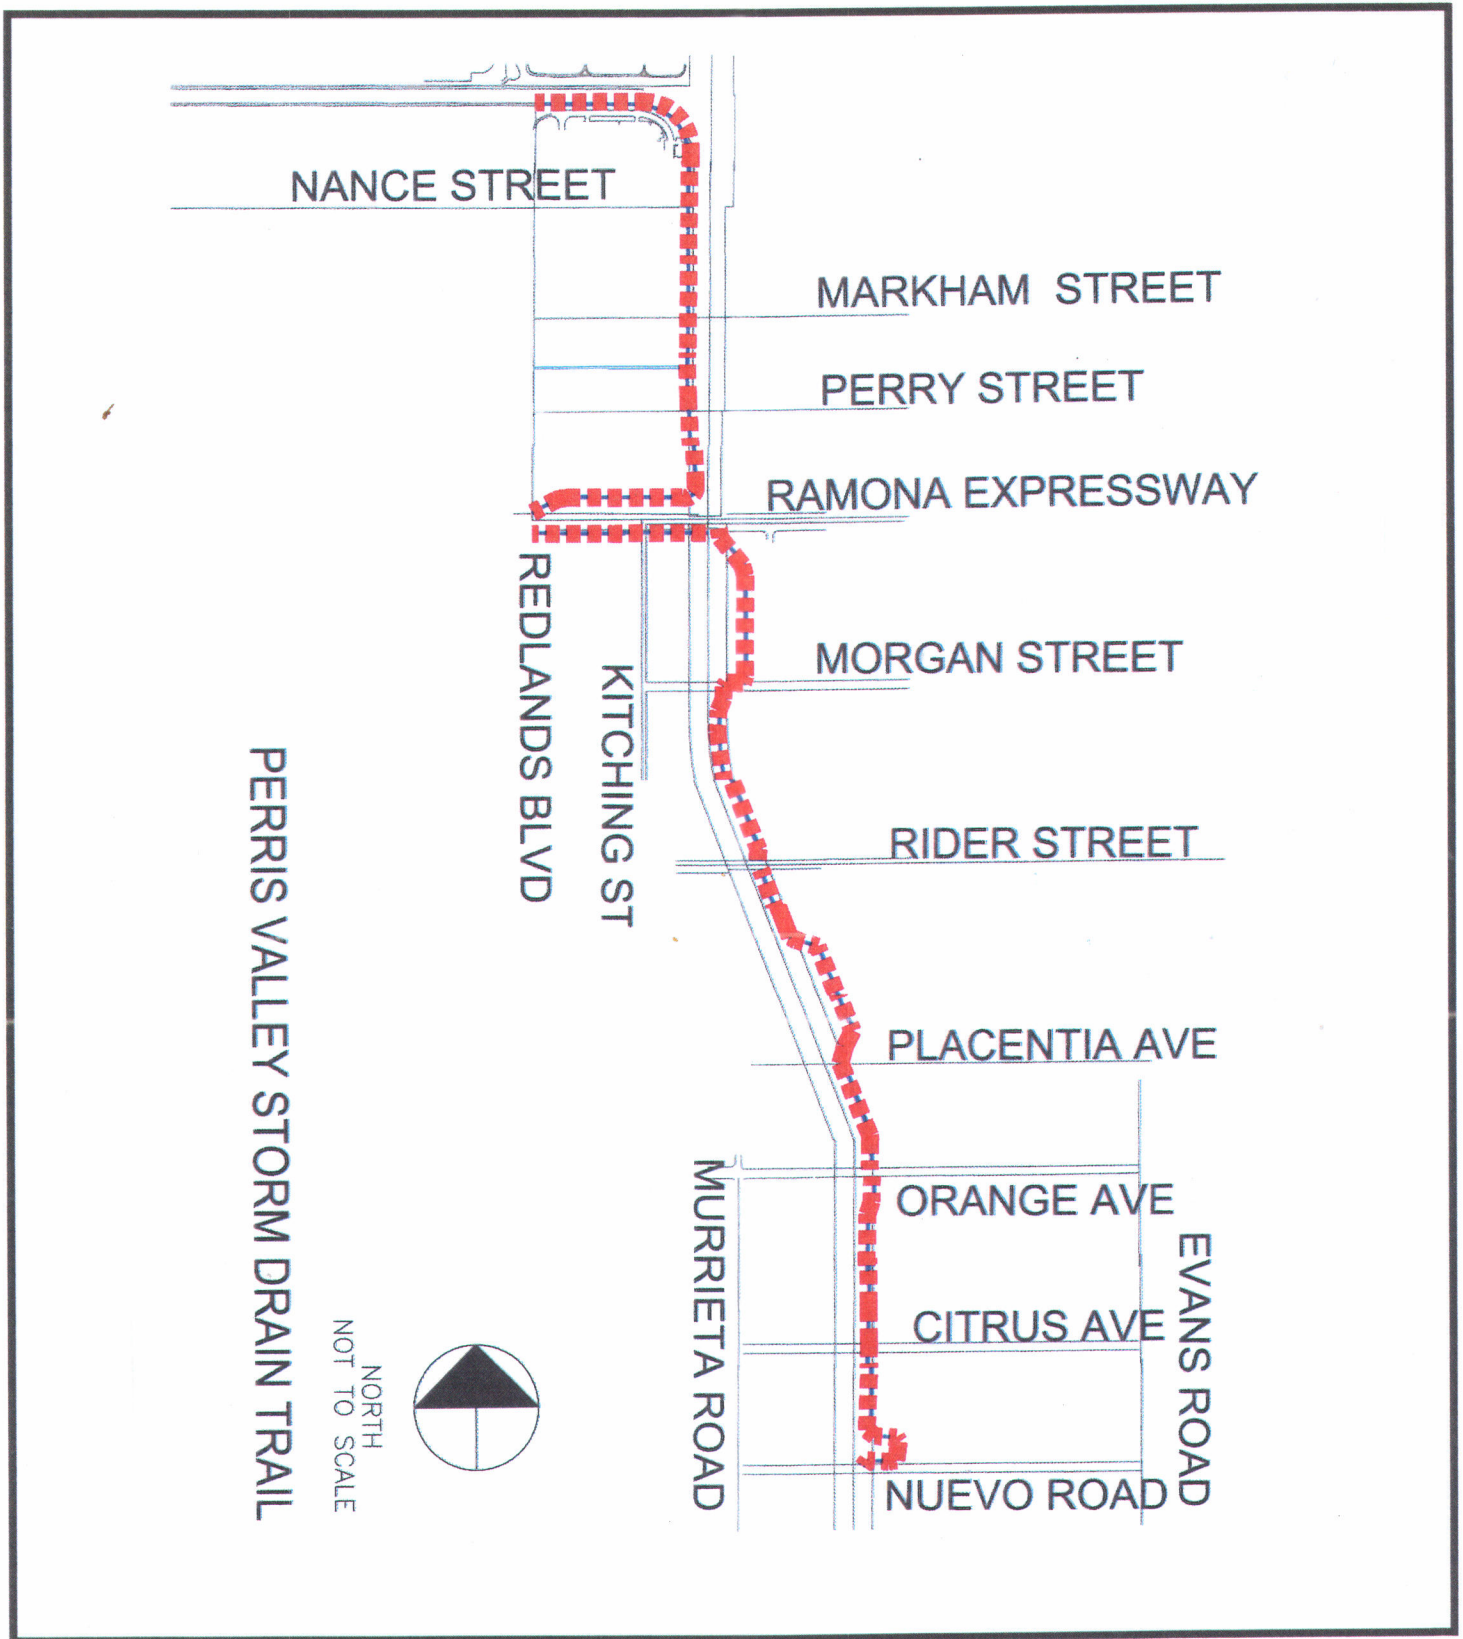 NANCE STREET
MARKHAM STREET
PERRY STREET
RAMONA EXPRESSWAY
MORGAN STREET
REDLANDS BLVD
KITCHING ST
RIDER STREET
PLACENTIA AVE
ORANGE AVE
EVANS ROAD
CITRUS AVE
MURRIETA ROAD
NUEVO ROAD
PERRIS VALLEY STORM DRAIN TRAIL
NORTH
NOT TO SCALE